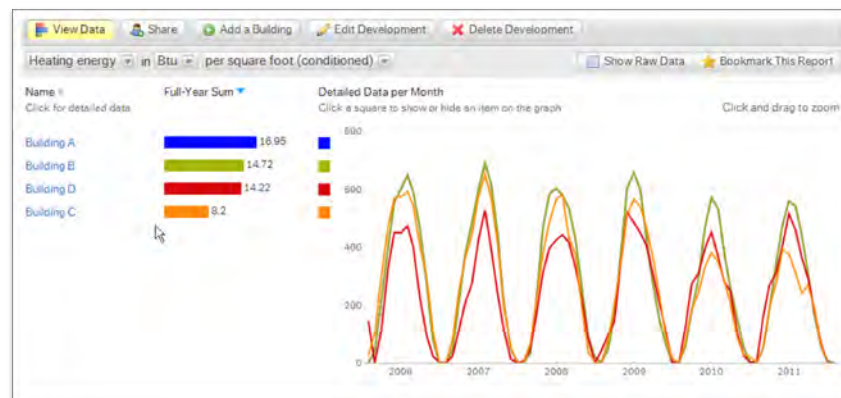 View Data Share Add a Building Edit Development Delete Development
Heating energy in Btu per square foot (conditioned) Show Raw Data Bookmark This Report
Name Full-Year Sum Detailed Data per Month
Click for detailed data Click a square to show or hide an item on the graph Click and drag to zoom
800
Building A 16.95
Building B 14.72
600
Building D 14.22
Building C 8.2
400
200
0
2006 2007 2008 2009 2010 2011